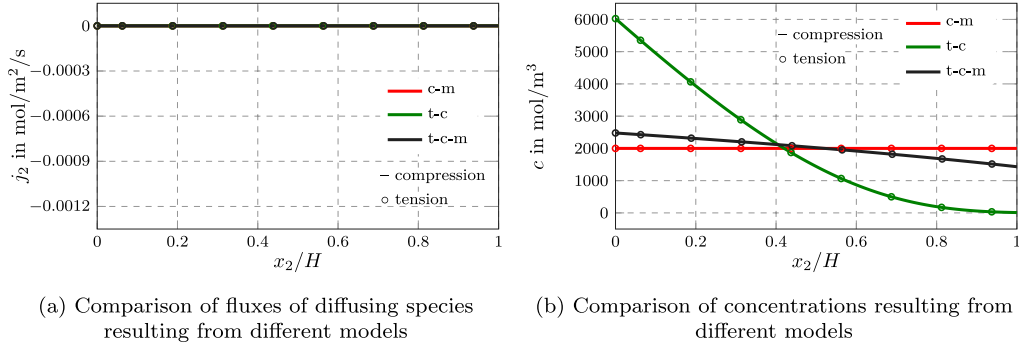 0
−0.0003
−0.0006
−0.0009
−0.0012
j₂ in mol/m²/s
c-m
t-c
t-c-m
compression
tension
0 0.2 0.4 0.6 0.8 1
x₂/H
(a) Comparison of fluxes of diffusing species
resulting from different models
6000
5000
4000
3000
2000
1000
0
c in mol/m³
compression
tension
c-m
t-c
t-c-m
0 0.2 0.4 0.6 0.8 1
x₂/H
(b) Comparison of concentrations resulting from
different models